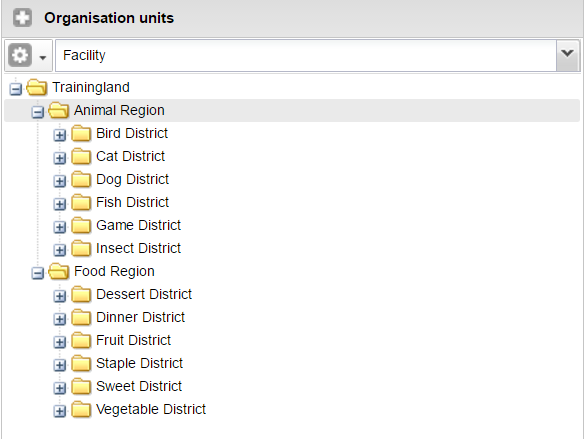 Organisation units
Facility
Trainingland
Animal Region
Bird District
Cat District
Dog District
Fish District
Game District
Insect District
Food Region
Dessert District
Dinner District
Fruit District
Staple District
Sweet District
Vegetable District